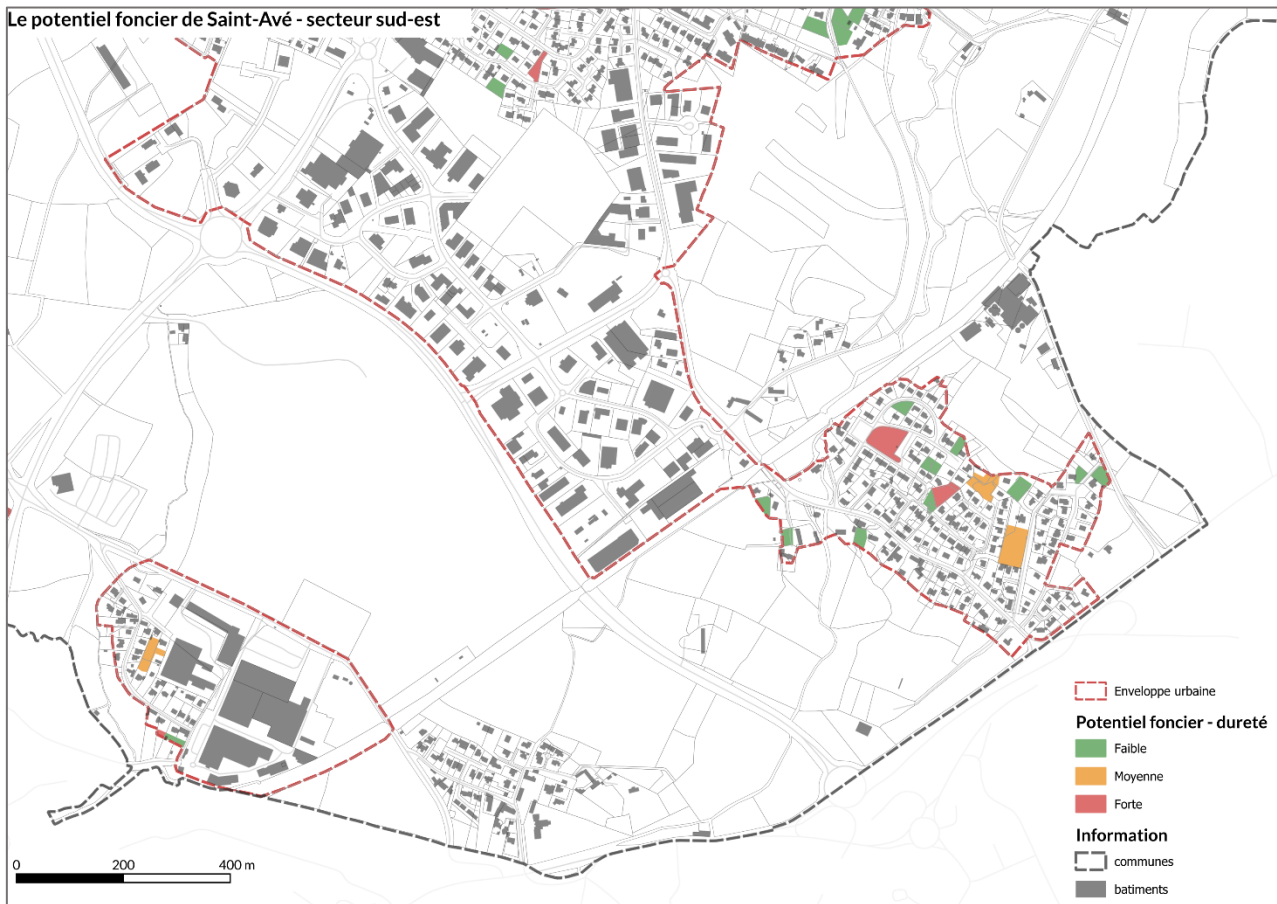 Le potentiel foncier de Saint-Avé - secteur sud-est
Enveloppe urbaine
Potentiel foncier - dureté
Faible
Moyenne
Forte
Information
communes
batiments
0 200 400 m